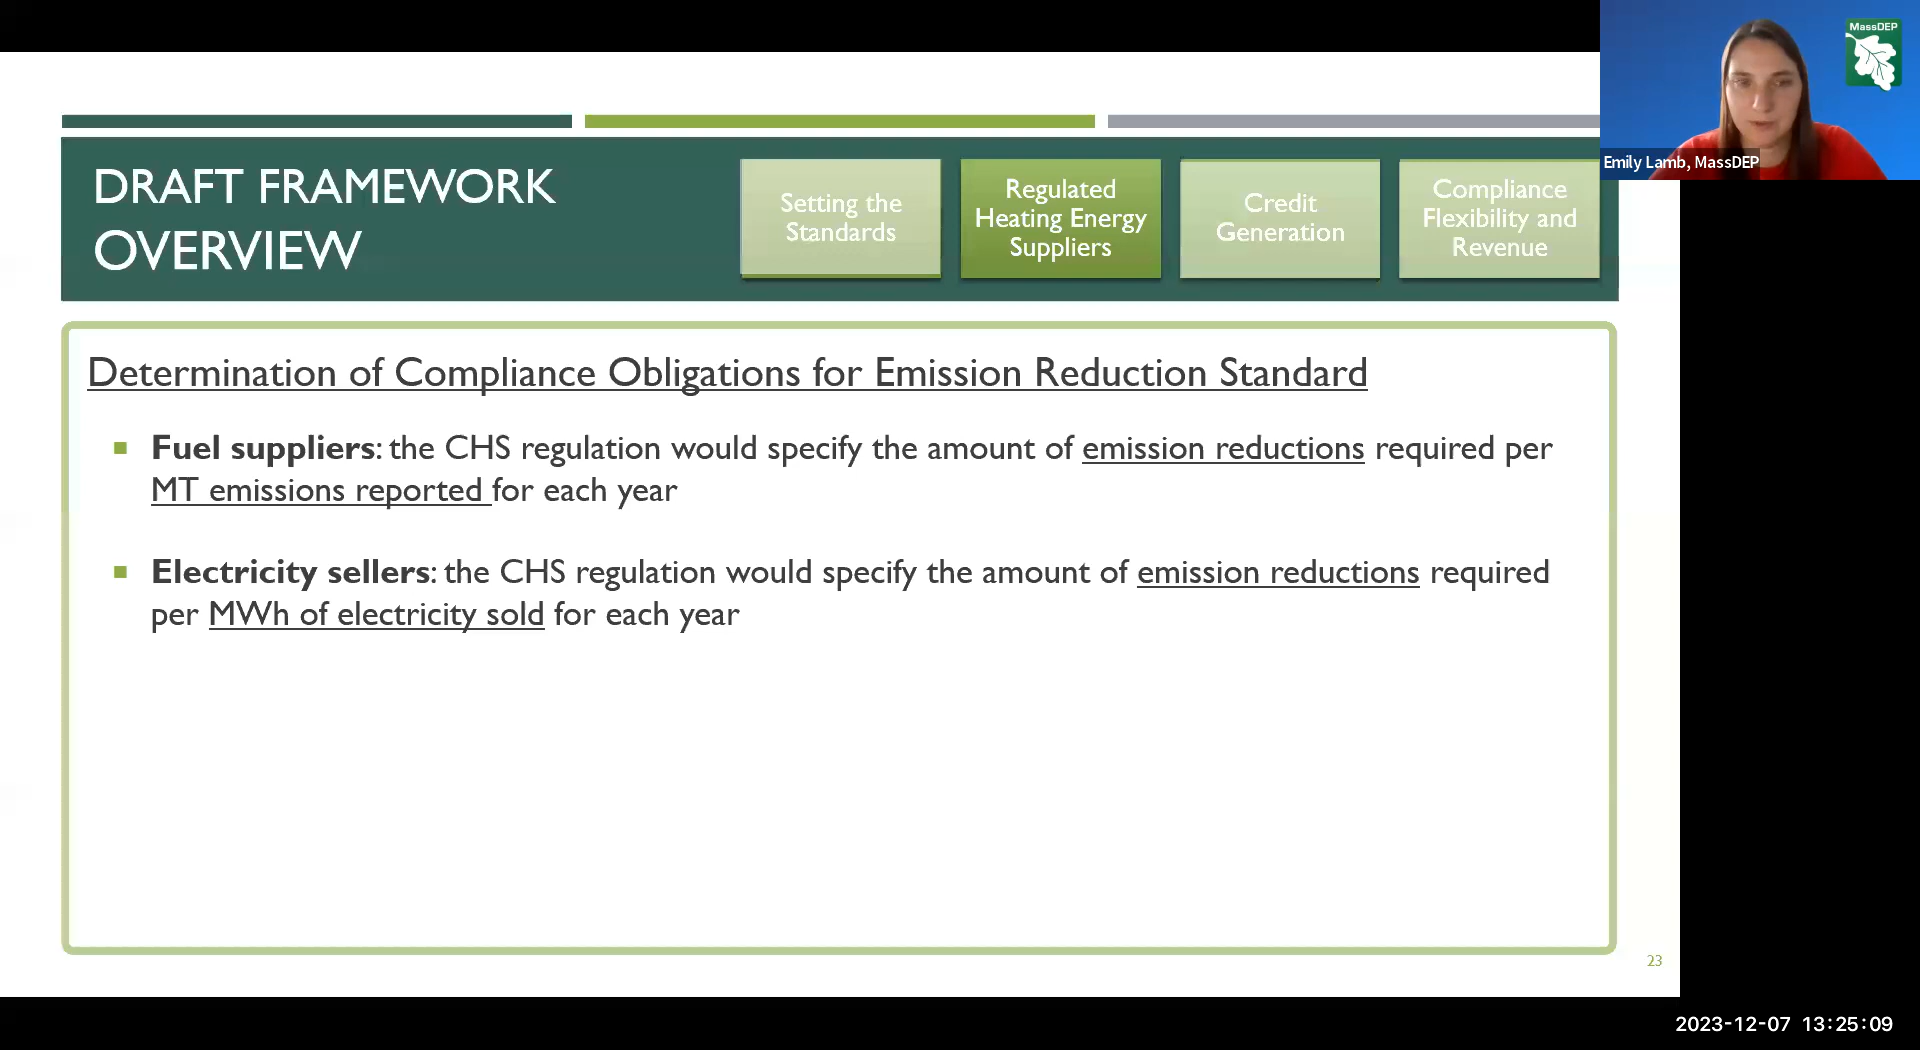 MassDEP
Emily Lamb, MassDEP
DRAFT FRAMEWORK
OVERVIEW
Setting the
Standards
Regulated
Heating Energy
Suppliers
Credit
Generation
Compliance
Flexibility and
Revenue
Determination of Compliance Obligations for Emission Reduction Standard
Fuel suppliers: the CHS regulation would specify the amount of emission reductions required per
MT emissions reported for each year
Electricity sellers: the CHS regulation would specify the amount of emission reductions required
per MWh of electricity sold for each year
23
2023-12-07 13:25:09